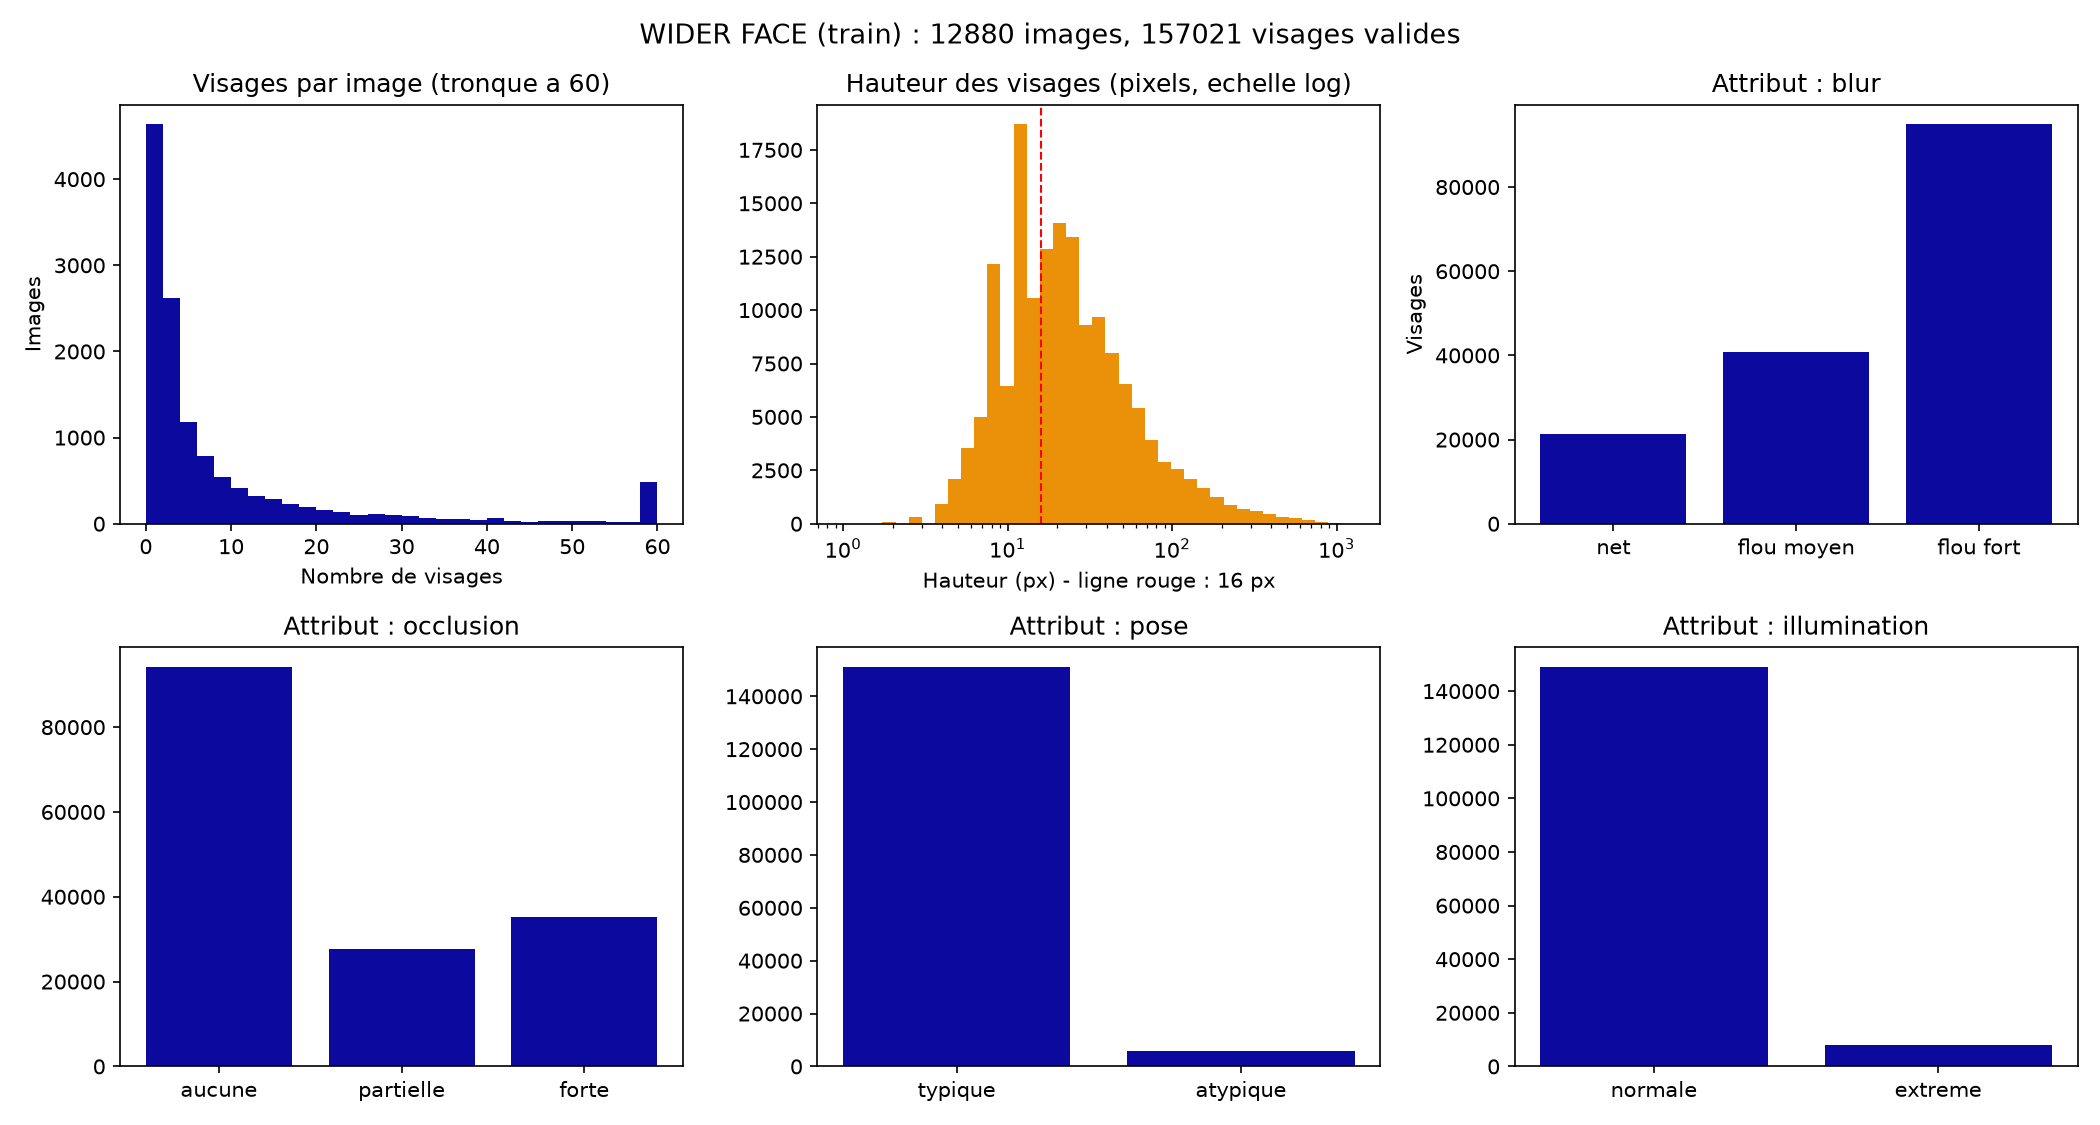 WIDER FACE (train) : 12880 images, 157021 visages valides
Visages par image (tronque a 60)
Images
4000
3000
2000
1000
0
0 10 20 30 40 50 60
Nombre de visages
Hauteur des visages (pixels, echelle log)
17500
15000
12500
10000
7500
5000
2500
0
10⁰ 10¹ 10² 10³
Hauteur (px) - ligne rouge : 16 px
Attribut : blur
Visages
80000
60000
40000
20000
0
net flou moyen flou fort
Attribut : occlusion
80000
60000
40000
20000
0
aucune partielle forte
Attribut : pose
140000
120000
100000
80000
60000
40000
20000
0
typique atypique
Attribut : illumination
140000
120000
100000
80000
60000
40000
20000
0
normale extreme